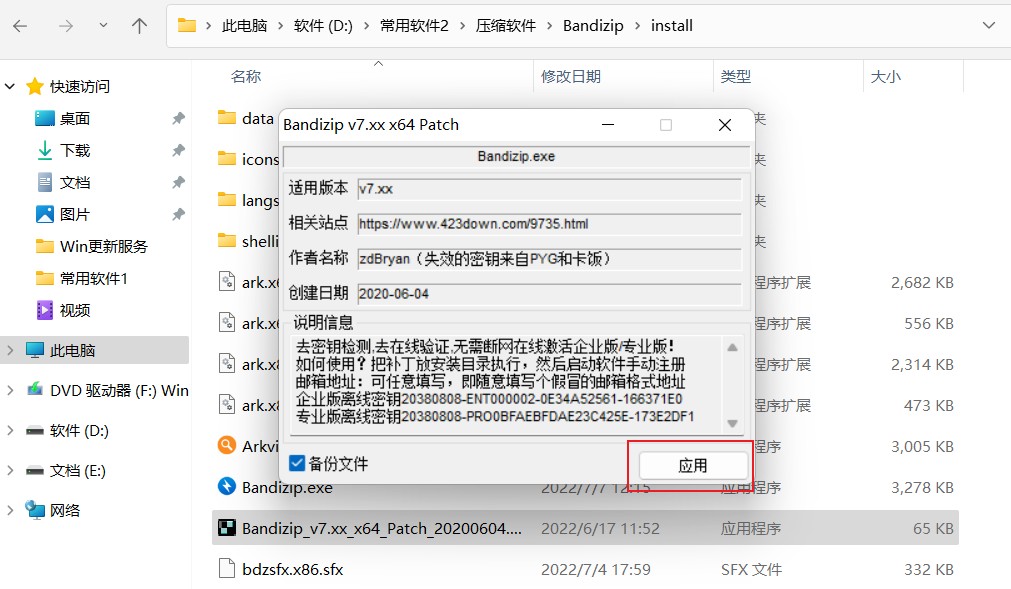 此电脑 > 软件 (D:) > 常用软件2 > 压缩软件 > Bandizip > install
名称 修改日期 类型 大小
快速访问
桌面
下载
文档
图片
Win更新服务
常用软件1
视频
此电脑
DVD 驱动器 (F:) Win
软件 (D:)
文档 (E:)
网络
data 夹
icons 夹
langs 夹
shelli 夹
ark.x 程序扩展 2,682 KB
ark.x 程序扩展 556 KB
ark.x 程序扩展 2,314 KB
ark.x 程序扩展 473 KB
Arkvi 程序 3,005 KB
Bandizip.exe 2022/7/7 12:15 应用程序 3,278 KB
Bandizip_v7.xx_x64_Patch_20200604.... 2022/6/17 11:52 应用程序 65 KB
bdzsfx.x86.sfx 2022/7/4 17:59 SFX 文件 332 KB
Bandizip v7.xx x64 Patch
Bandizip.exe
适用版本 v7.xx
相关站点 https://www.423down.com/9735.html
作者名称 zdBryan（失效的密钥来自PYG和卡饭）
创建日期 2020-06-04
说明信息
去密钥检测,去在线验证,无需断网在线激活企业版/专业版！
如何使用？把补丁放安装目录执行，然后启动软件手动注册
邮箱地址：可任意填写，即随意填写个假冒的邮箱格式地址
企业版离线密钥20380808-ENT000002-0E34A52561-166371E0
专业版离线密钥20380808-PRO0BFAEBFDAE23C425E-173E2DF1
备份文件
应用